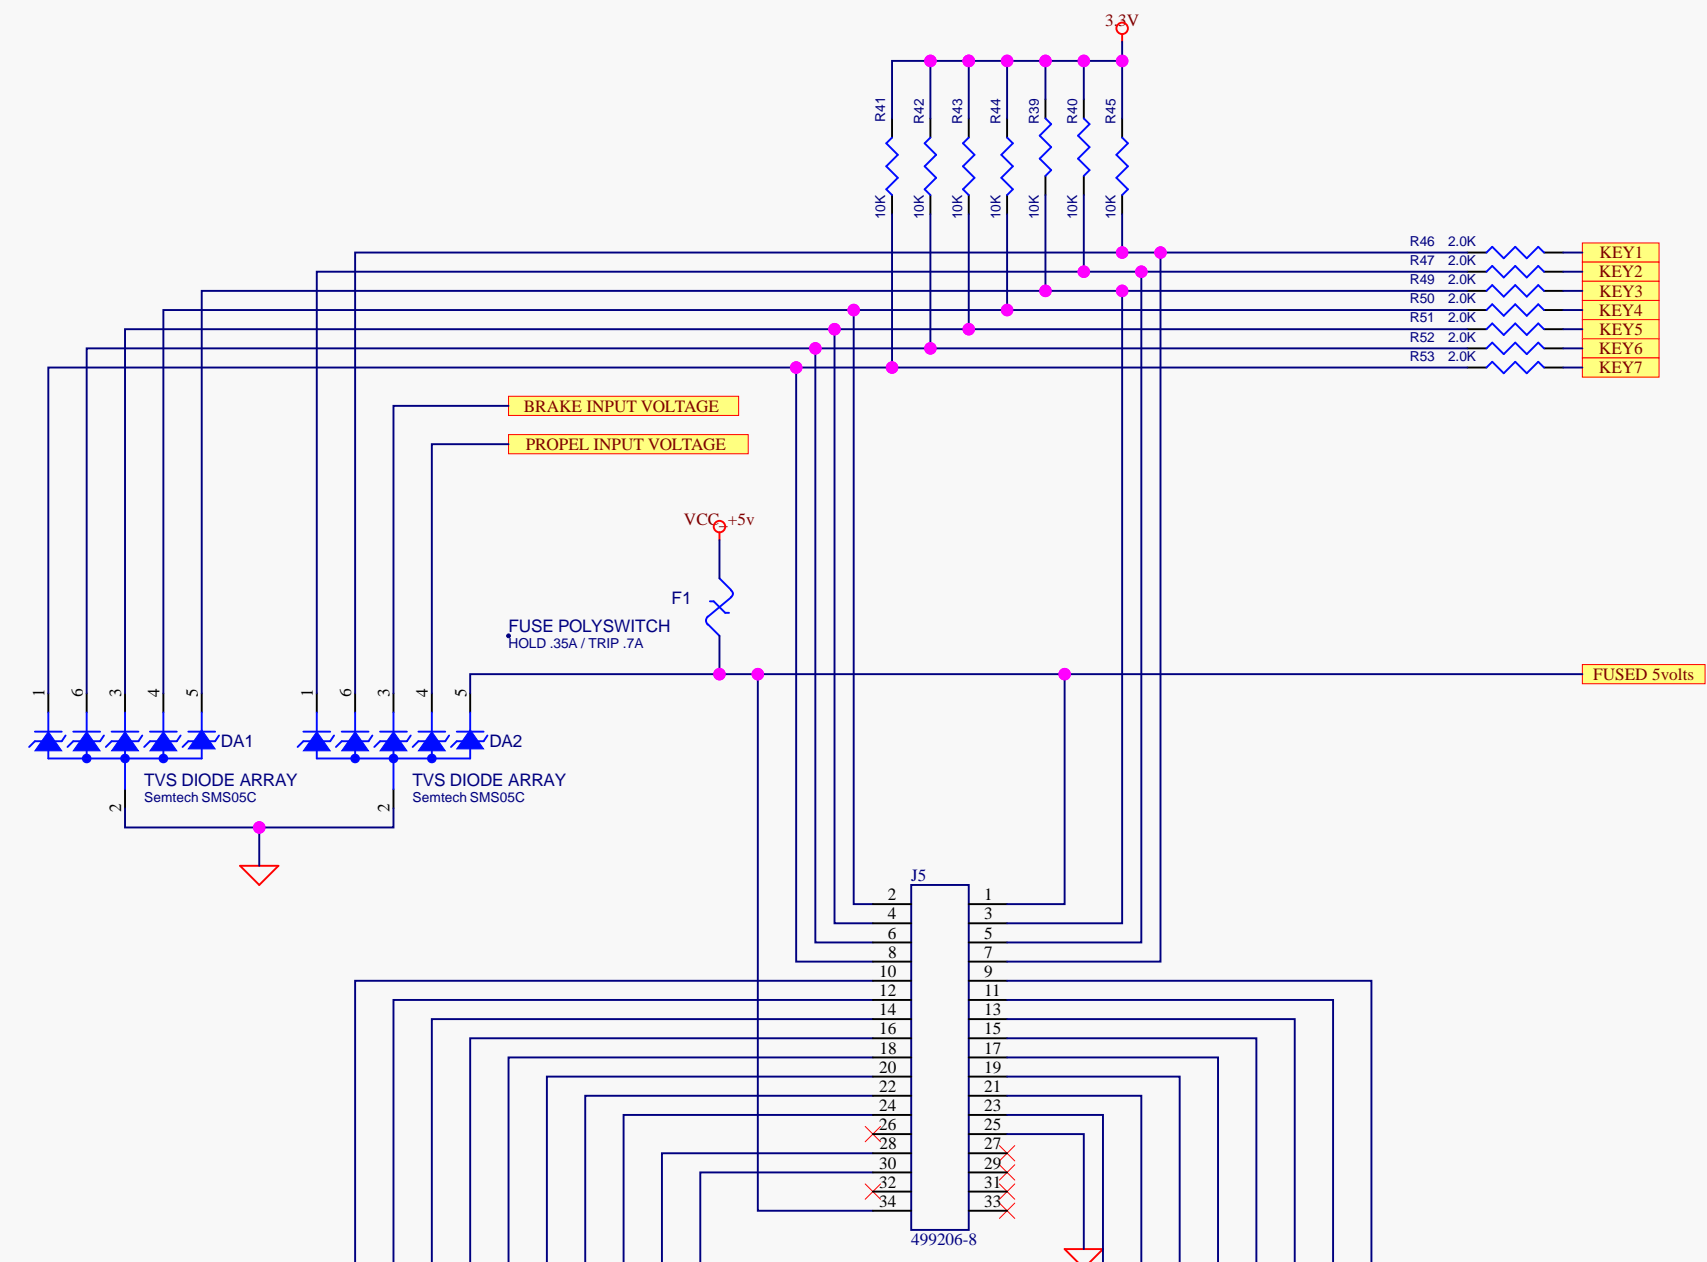 3.3V
R41
R42
R43
R44
R39
R40
R45
10K
10K
10K
10K
10K
10K
10K
R46 2.0K KEY1
R47 2.0K KEY2
R49 2.0K KEY3
R50 2.0K KEY4
R51 2.0K KEY5
R52 2.0K KEY6
R53 2.0K KEY7
BRAKE INPUT VOLTAGE
PROPEL INPUT VOLTAGE
VCC +5v
F1
FUSE POLYSWITCH
HOLD .35A / TRIP .7A
FUSED 5volts
1 6 3 4 5 DA1
1 6 3 4 5 DA2
TVS DIODE ARRAY
Semtech SMS05C
2
TVS DIODE ARRAY
Semtech SMS05C
2
J5
2 1
4 3
6 5
8 7
10 9
12 11
14 13
16 15
18 17
20 19
22 21
24 23
26 25
28 27
30 29
32 31
34 33
499206-8